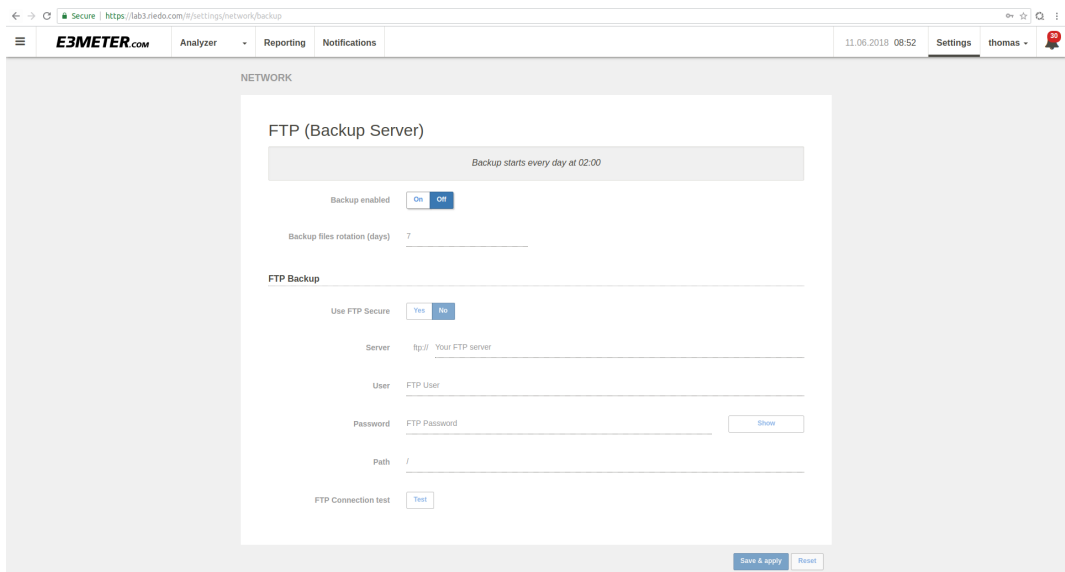 Secure | https://lab3.riedo.com/#/settings/network/backup
E3METER.COM Analyzer Reporting Notifications 11.06.2018 08:52 Settings thomas 30
NETWORK
FTP (Backup Server)
Backup starts every day at 02:00
Backup enabled On Off
Backup files rotation (days) 7
FTP Backup
Use FTP Secure Yes No
Server ftp:// Your FTP server
User FTP User
Password FTP Password Show
Path /
FTP Connection test Test
Save & apply Reset